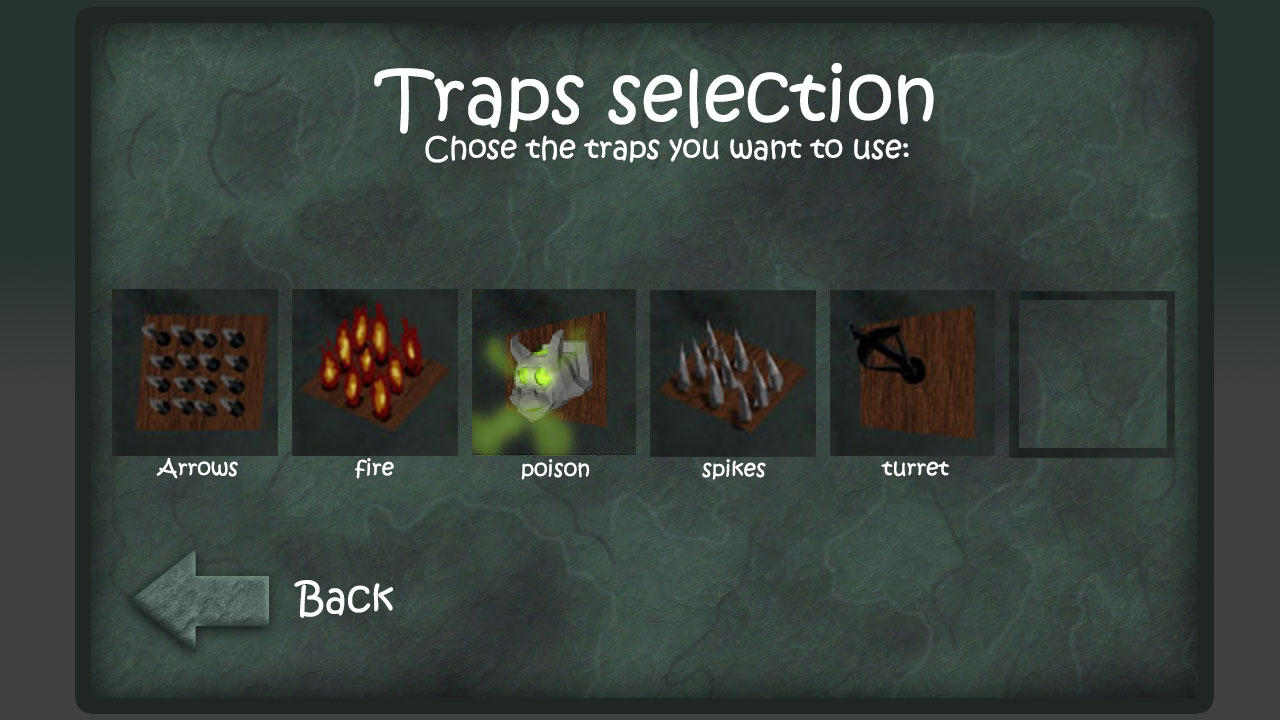 Traps selection
Chose the traps you want to use:
Arrows
fire
poison
spikes
turret
Back